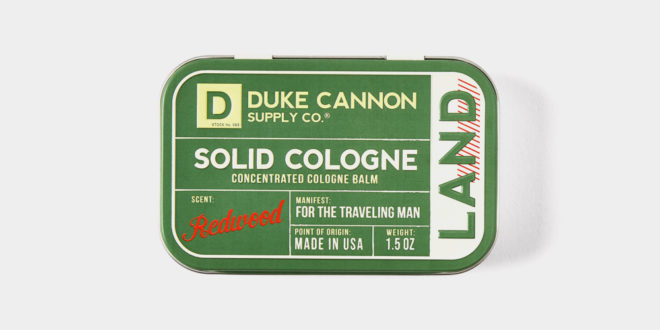 D
DUKE CANNON
SUPPLY CO.®
SOLID COLOGNE
CONCENTRATED COLOGNE BALM
SCENT:
Redwood
MANIFEST:
FOR THE TRAVELING MAN
POINT OF ORIGIN:
MADE IN USA
WEIGHT:
1.5 OZ
LAND